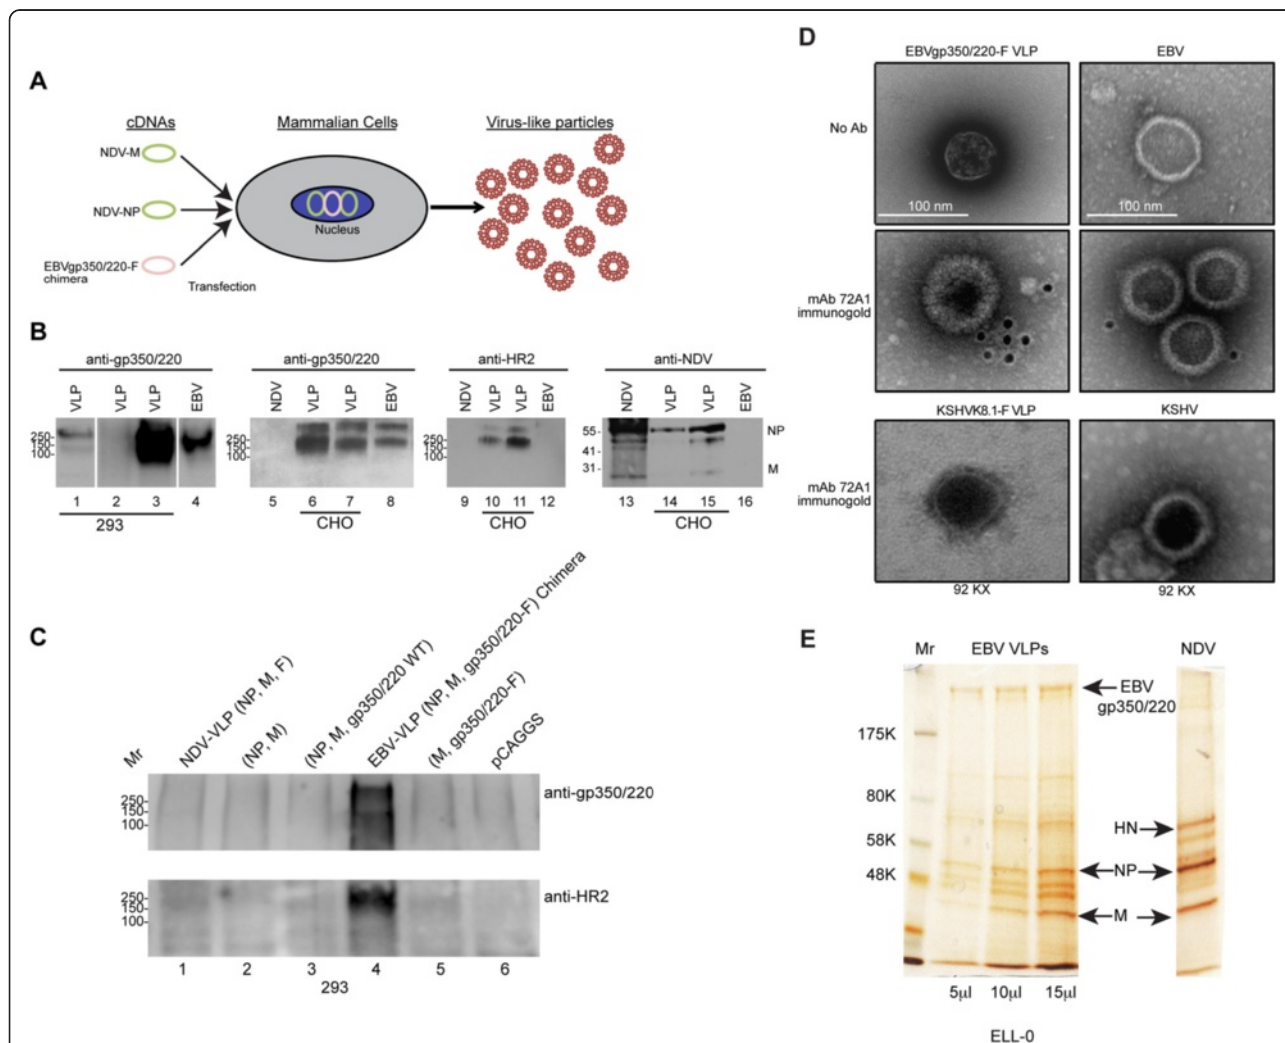 A
cDNAs
Mammalian Cells
Virus-like particles
NDV-M
NDV-NP
Nucleus
EBVgp350/220-F
chimera
Transfection
B
anti-gp350/220
anti-gp350/220
anti-HR2
anti-NDV
VLP VLP VLP EBV
NDV VLP VLP EBV
NDV VLP VLP EBV
NDV VLP VLP EBV
250-
150-
100-
250-
150-
100-
250-
150-
100-
55-
41-
31-
NP
M
1 2 3 4 5 6 7 8 9 10 11 12 13 14 15 16
293
CHO
CHO
CHO
C
Mr
NDV-VLP (NP, M, F)
(NP, M)
(NP, M, gp350/220 WT)
EBV-VLP (NP, M, gp350/220-F) Chimera
(M, gp350/220-F)
pCAGGS
250-
150-
100-
anti-gp350/220
250-
150-
100-
anti-HR2
1 2 3 4 5 6
293
D
EBVgp350/220-F VLP
EBV
No Ab
100 nm
100 nm
mAb 72A1
immunogold
KSHVK8.1-F VLP
KSHV
mAb 72A1
immunogold
92 KX
92 KX
E
Mr
EBV VLPs
NDV
EBV
gp350/220
175K
80K
58K
48K
HN
NP
M
5µl 10µl 15µl
ELL-0